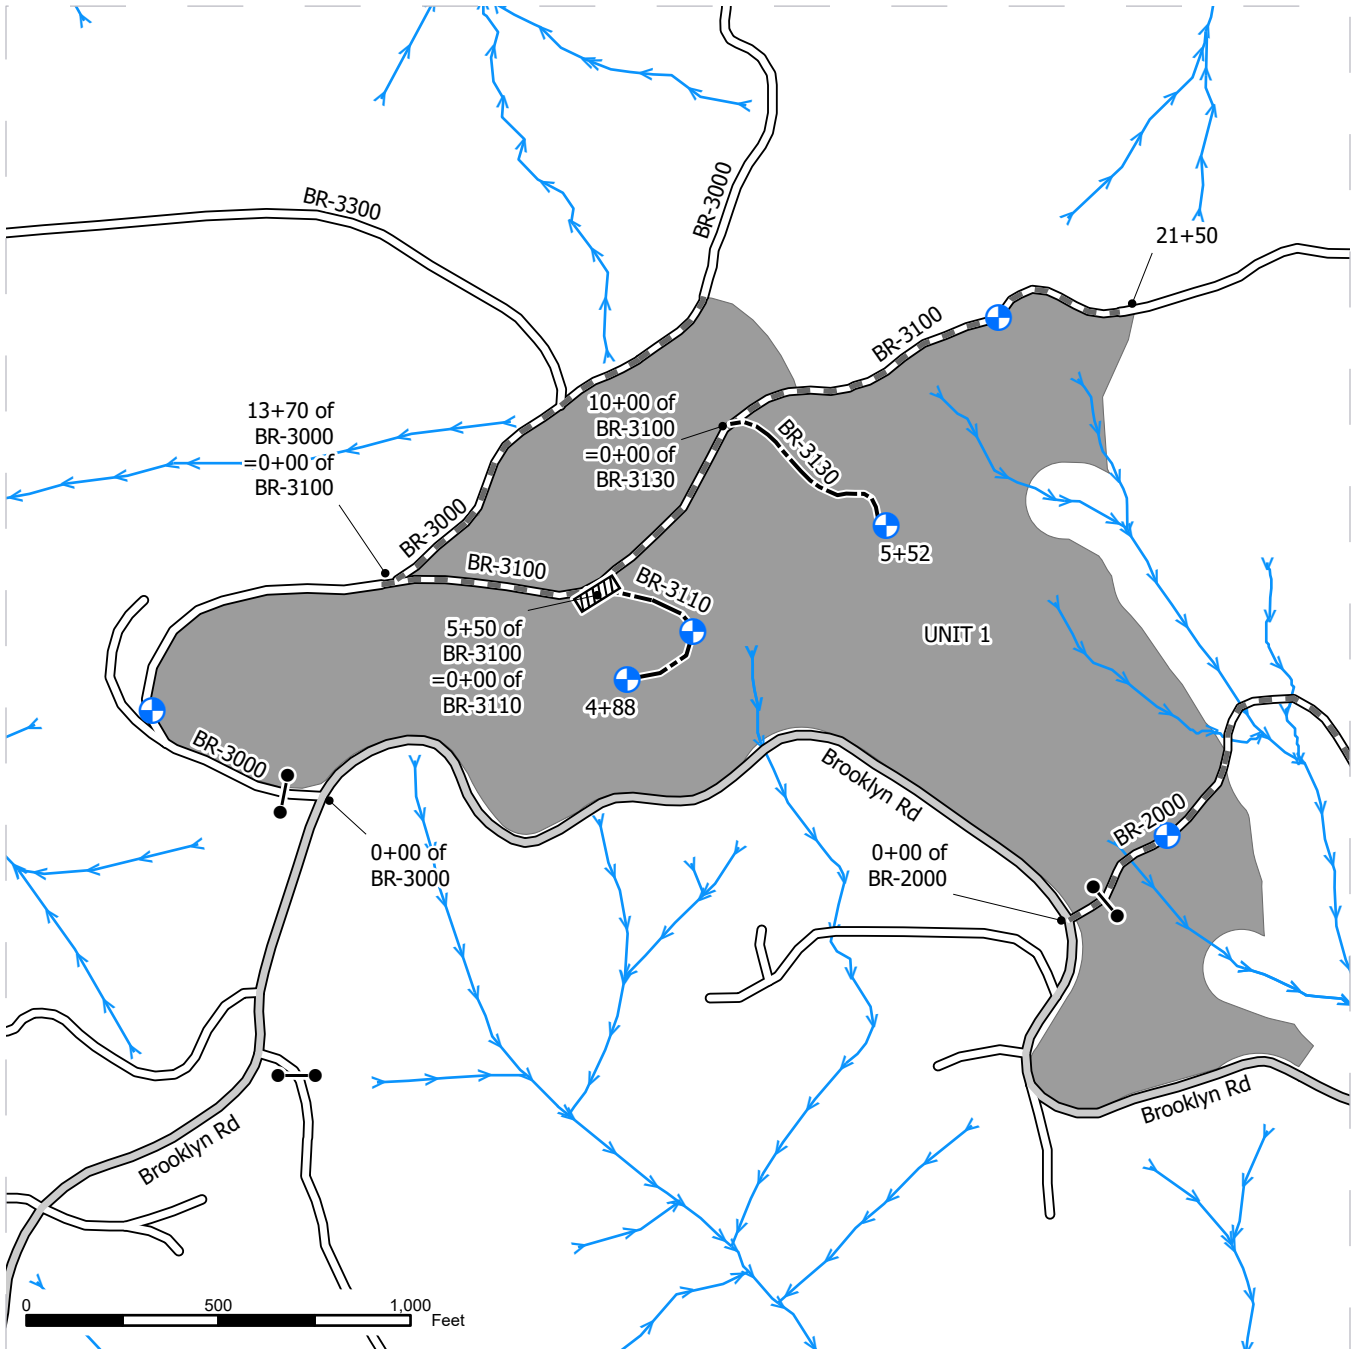 BR-3300
BR-3000
21+50
BR-3100
13+70 of
BR-3000
=0+00 of
BR-3100
10+00 of
BR-3100
=0+00 of
BR-3130
BR-3130
BR-3000
5+52
BR-3100
BR-3110
5+50 of
BR-3100
=0+00 of
BR-3110
4+88
UNIT 1
BR-3000
Brooklyn Rd
BR-2000
0+00 of
BR-3000
0+00 of
BR-2000
Brooklyn Rd
Brooklyn Rd
0 500 1,000
Feet